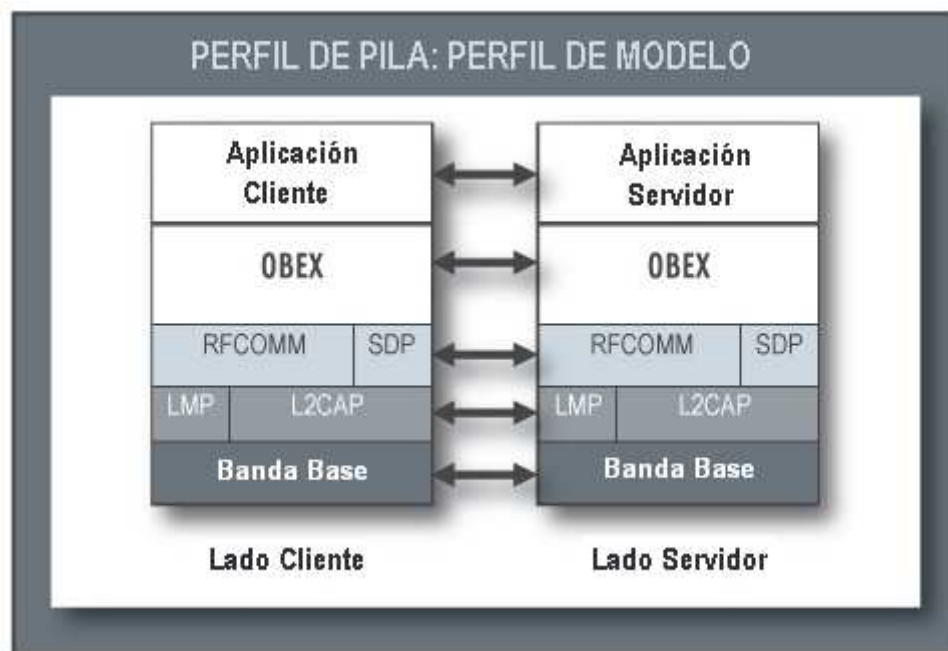 PERFIL DE PILA: PERFIL DE MODELO
Aplicación
Cliente
OBEX
RFCOMM SDP
LMP L2CAP
Banda Base
Lado Cliente
Aplicación
Servidor
OBEX
RFCOMM SDP
LMP L2CAP
Banda Base
Lado Servidor